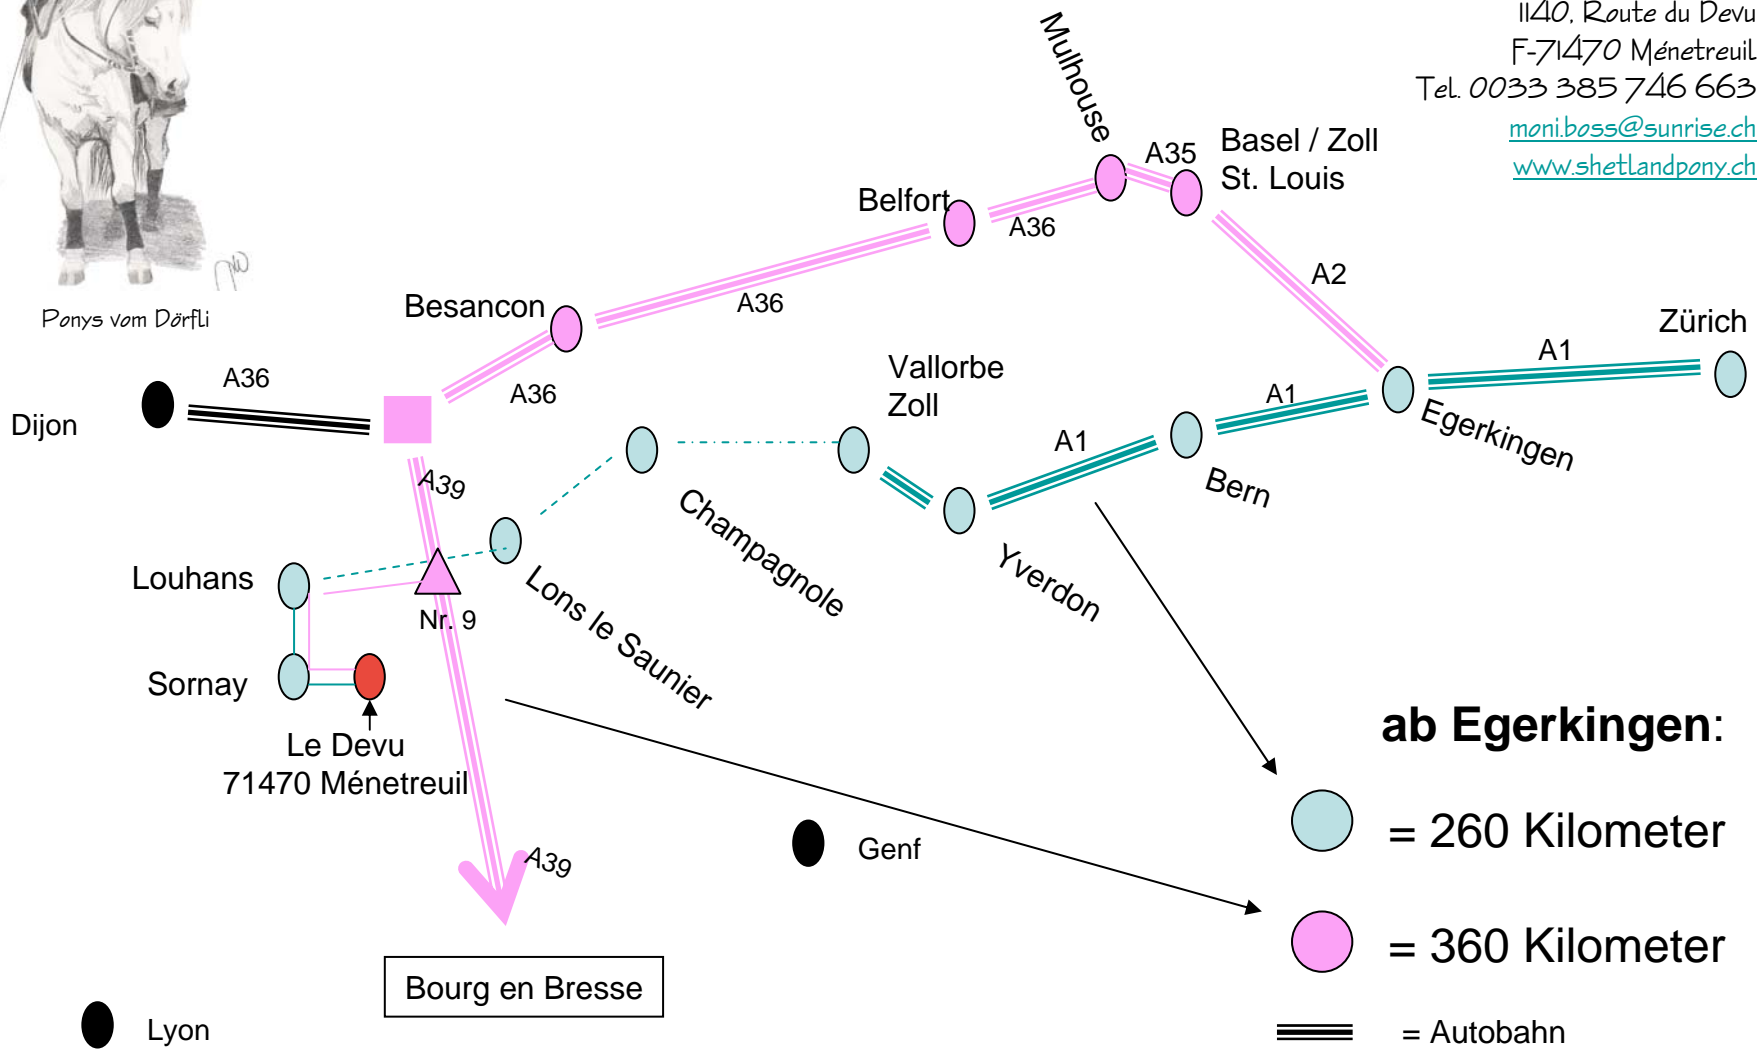 1140, Route du Devu
F-71470 Ménetreuil
Tel. 0033 385 746 663
moni.boss@sunrise.ch
www.shetlandpony.ch
Ponys vom Dörfli
Mulhouse
A35
Basel / Zoll
St. Louis
Belfort
A36
A2
Besancon
A36
Zürich
A1
A36
A36
Dijon
Vallorbe
Zoll
A1
Egerkingen
A1
Bern
A39
Champagnole
Yverdon
Louhans
Nr. 9
Lons le Saunier
Sornay
Le Devu
71470 Ménetreuil
A39
Genf
ab Egerkingen:
= 260 Kilometer
= 360 Kilometer
Bourg en Bresse
Lyon
= Autobahn